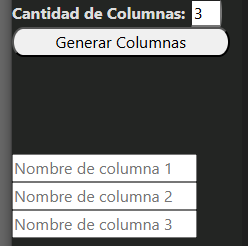 Cantidad de Columnas: 3
Generar Columnas
Nombre de columna 1
Nombre de columna 2
Nombre de columna 3